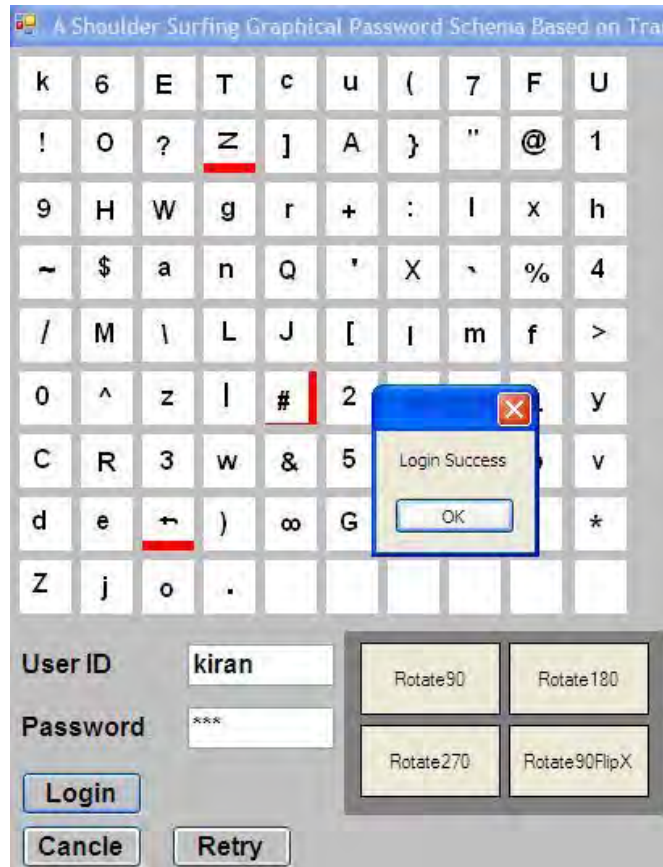 A Shoulder Surfing Graphical Password Schema Based on Tra
k 6 E T c u ( 7 F U
! O ? Z ] A } " @ 1
9 H W g r + : I x h
~ $ a n Q ' X ` % 4
/ M \ L J [ l m f >
0 ^ z | # 2 y
C R 3 w & 5 v
d e ) ∞ G *
Z j o .
Login Success
OK
User ID kiran
Password ***
Rotate90 Rotate180
Rotate270 Rotate90FlipX
Login
Cancle Retry